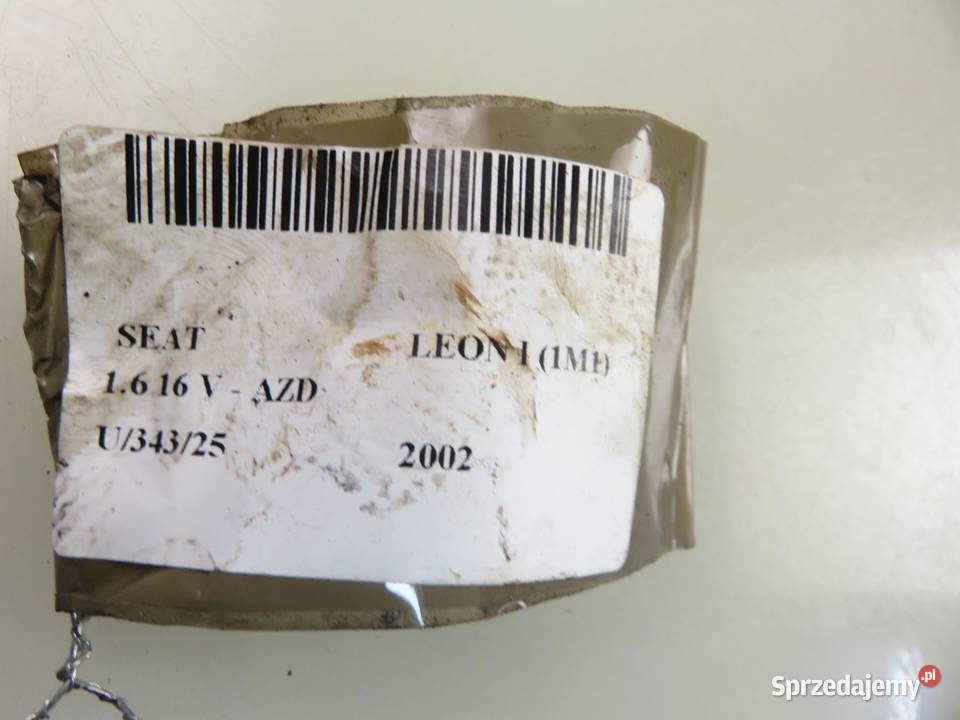 SEAT LEON I (1M1)
1.6 16 V - AZD
U/343/25 2002
Sprzedajemy.pl